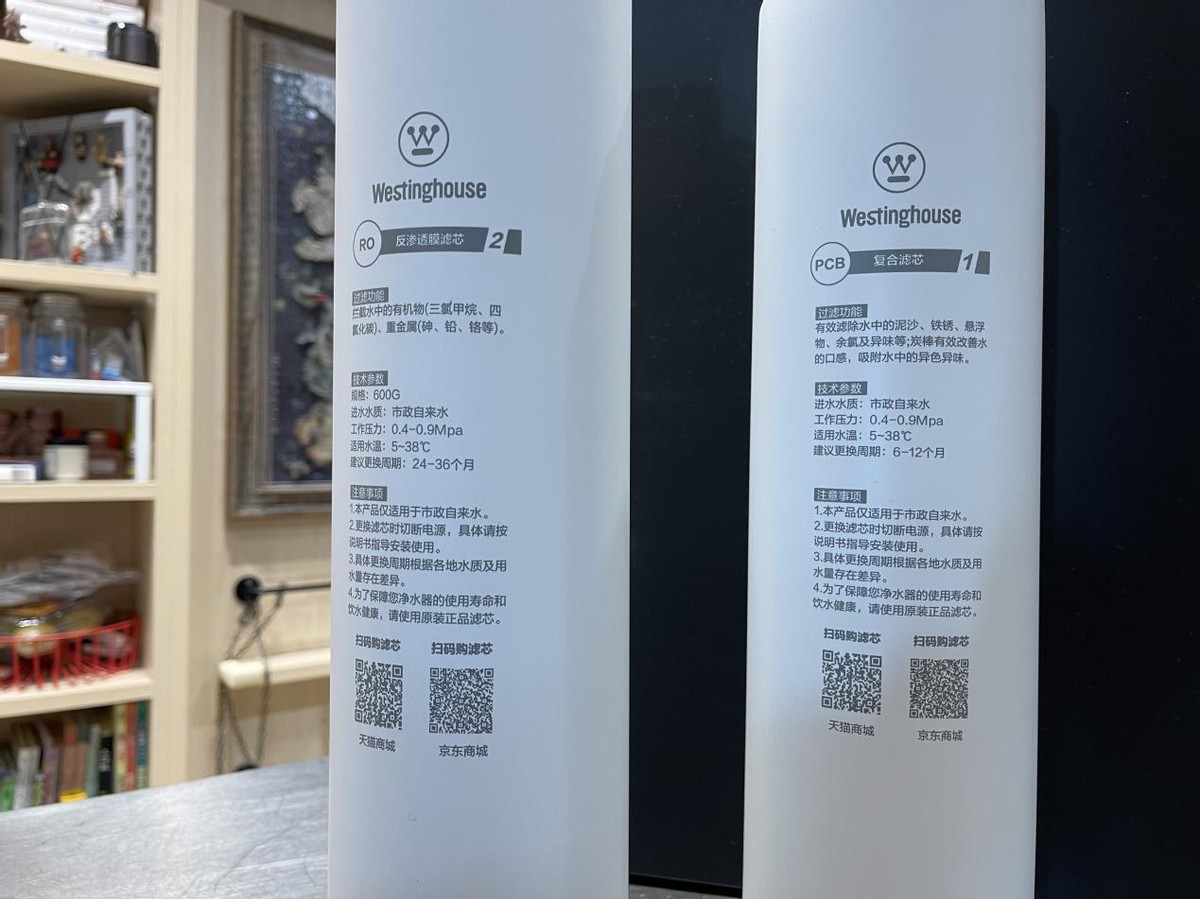 Westinghouse
RO 反渗透膜滤芯 2
过滤功能
拦截水中的有机物(三氯甲烷、四
氯化碳)、重金属(砷、铅、铬等)。
技术参数
规格：600G
进水水质：市政自来水
工作压力：0.4-0.9Mpa
适用水温：5~38℃
建议更换周期：24-36个月
注意事项
1.本产品仅适用于市政自来水。
2.更换滤芯时切断电源，具体请按
说明书指导安装使用。
3.具体更换周期根据各地水质及用
水量存在差异。
4.为了保障您净水器的使用寿命和
饮水健康，请使用原装正品滤芯。
扫码购滤芯 扫码购滤芯
天猫商城 京东商城
Westinghouse
PCB 复合滤芯 1
过滤功能
有效滤除水中的泥沙、铁锈、悬浮
物、余氯及异味等;炭棒有效改善水
的口感，吸附水中的异色异味。
技术参数
进水水质：市政自来水
工作压力：0.4-0.9Mpa
适用水温：5~38℃
建议更换周期：6-12个月
注意事项
1.本产品仅适用于市政自来水。
2.更换滤芯时切断电源，具体请按
说明书指导安装使用。
3.具体更换周期根据各地水质及用
水量存在差异。
4.为了保障您净水器的使用寿命和
饮水健康，请使用原装正品滤芯。
扫码购滤芯 扫码购滤芯
天猫商城 京东商城